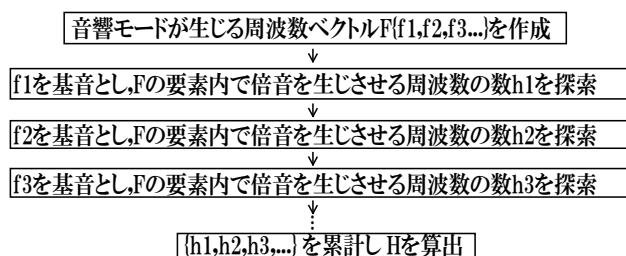 音響モードが生じる周波数ベクトルF{f1,f2,f3...}を作成
f1を基音とし,Fの要素内で倍音を生じさせる周波数の数h1を探索
f2を基音とし,Fの要素内で倍音を生じさせる周波数の数h2を探索
f3を基音とし,Fの要素内で倍音を生じさせる周波数の数h3を探索
{h1,h2,h3,...} を累計し Hを算出